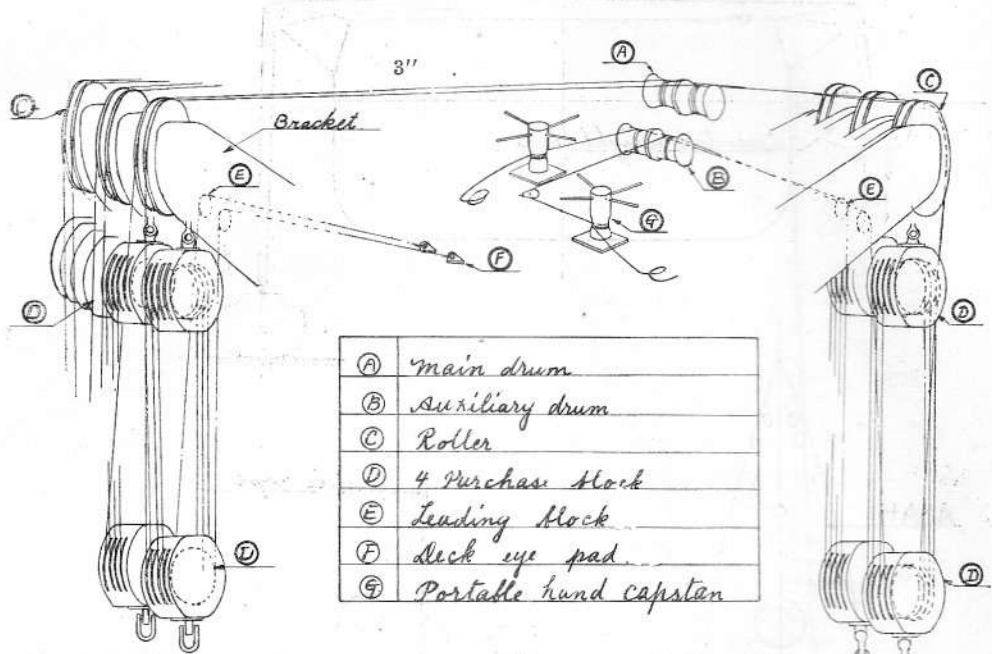 Ⓐ
3"
Ⓒ
Ⓒ
Bracket
Ⓔ
Ⓑ
Ⓔ
Ⓖ
Ⓕ
Ⓓ
Ⓓ
Ⓐ Main drum
Ⓑ Auxiliary drum
Ⓒ Roller
Ⓓ 4 Purchase block
Ⓔ Leading block
Ⓕ Deck eye pad.
Ⓖ Portable hand capstan
Ⓓ
Ⓓ